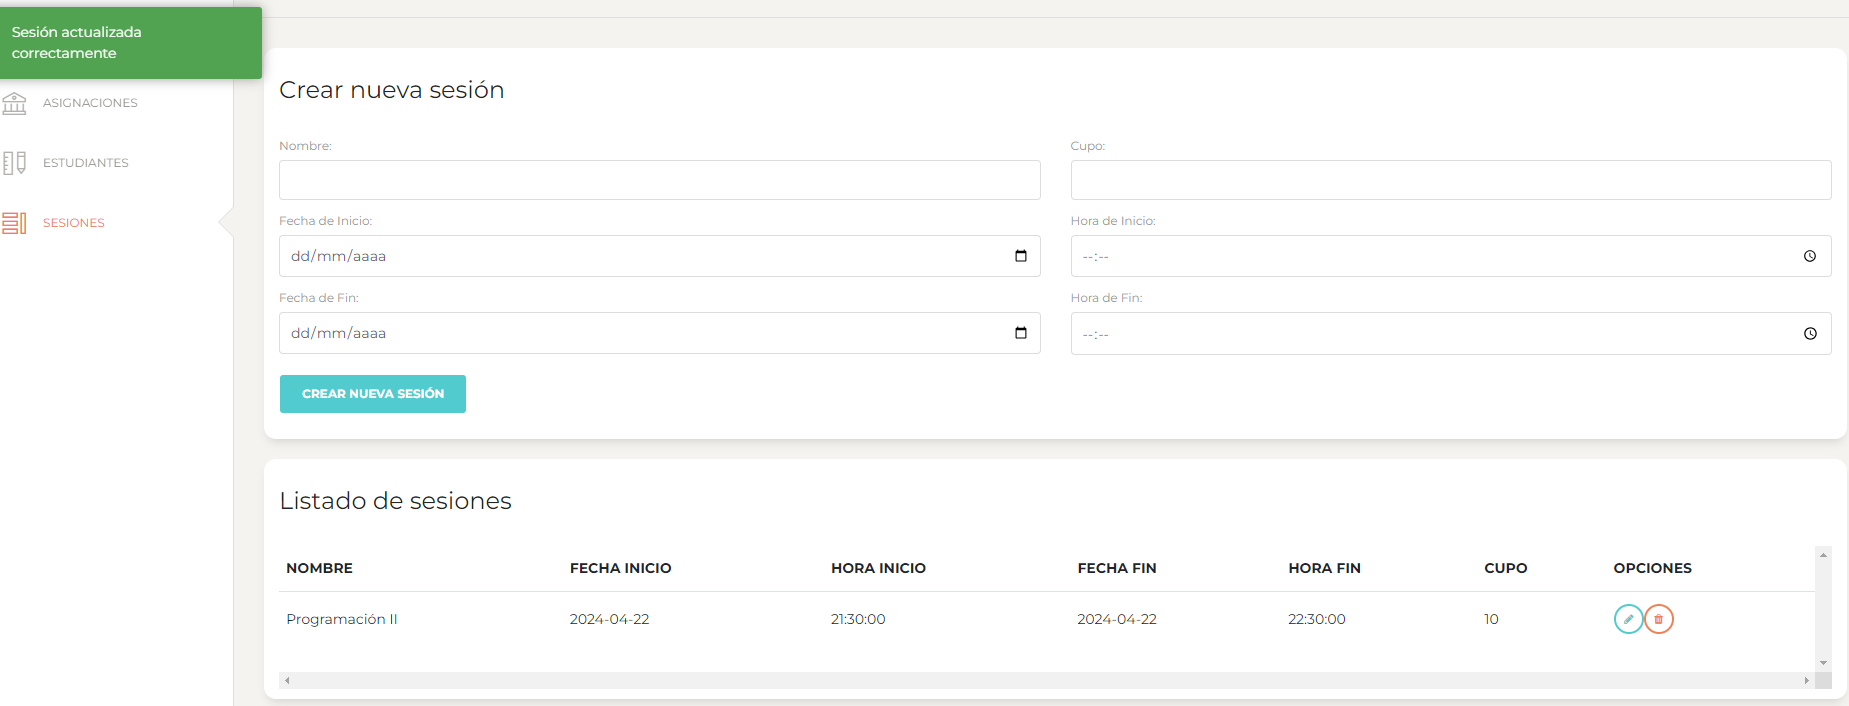 Sesión actualizada
correctamente
ASIGNACIONES
ESTUDIANTES
SESIONES
Crear nueva sesión
Nombre: Cupo:
Fecha de Inicio: Hora de Inicio:
dd/mm/aaaa --:--
Fecha de Fin: Hora de Fin:
dd/mm/aaaa --:--
CREAR NUEVA SESIÓN
Listado de sesiones
NOMBRE FECHA INICIO HORA INICIO FECHA FIN HORA FIN CUPO OPCIONES
Programación II 2024-04-22 21:30:00 2024-04-22 22:30:00 10